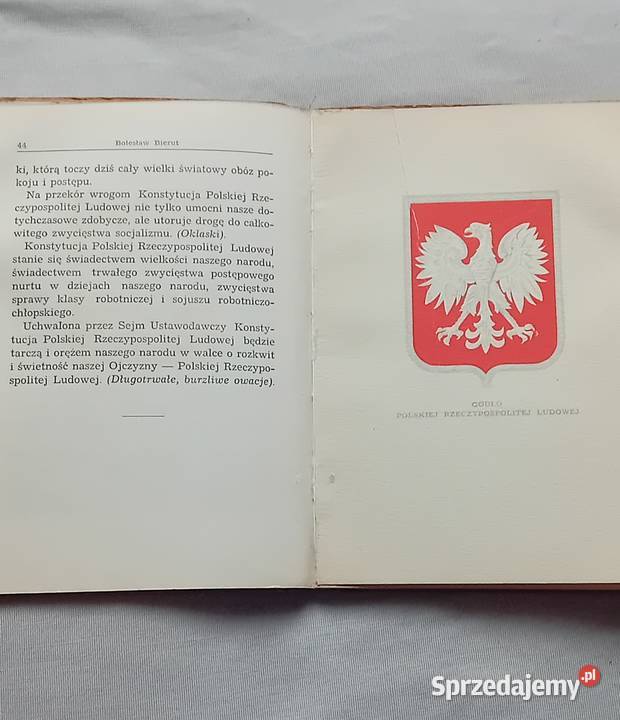 44
Bolesław Bierut
ki, którą toczy dziś cały wielki światowy obóz po-
koju i postępu.
Na przekór wrogom Konstytucja Polskiej Rze-
czypospolitej Ludowej nie tylko umocni nasze do-
tychczasowe zdobycze, ale utoruje drogę do całko-
witego zwycięstwa socjalizmu. (Oklaski).
Konstytucja Polskiej Rzeczypospolitej Ludowej
stanie się świadectwem wielkości naszego narodu,
świadectwem trwałego zwycięstwa postępowego
nurtu w dziejach naszego narodu, zwycięstwa
sprawy klasy robotniczej i sojuszu robotniczo-
chłopskiego.
Uchwalona przez Sejm Ustawodawczy Konsty-
tucja Polskiej Rzeczypospolitej Ludowej będzie
tarczą i orężem naszego narodu w walce o rozkwit
i świetność naszej Ojczyzny — Polskiej Rzeczypo-
spolitej Ludowej. (Długotrwałe, burzliwe owacje).
GODŁO
POLSKIEJ RZECZYPOSPOLITEJ LUDOWEJ
Sprzedajemy.pl